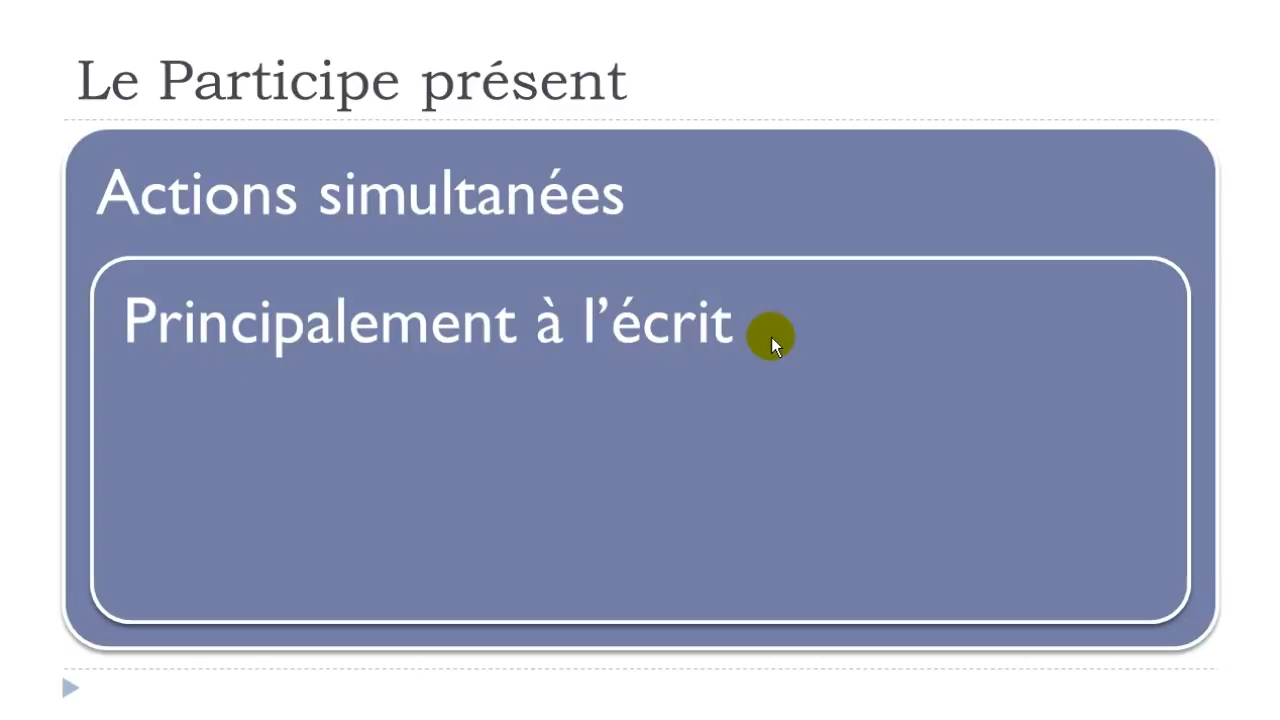 Le Participe présent
Actions simultanées
Principalement à l’écrit